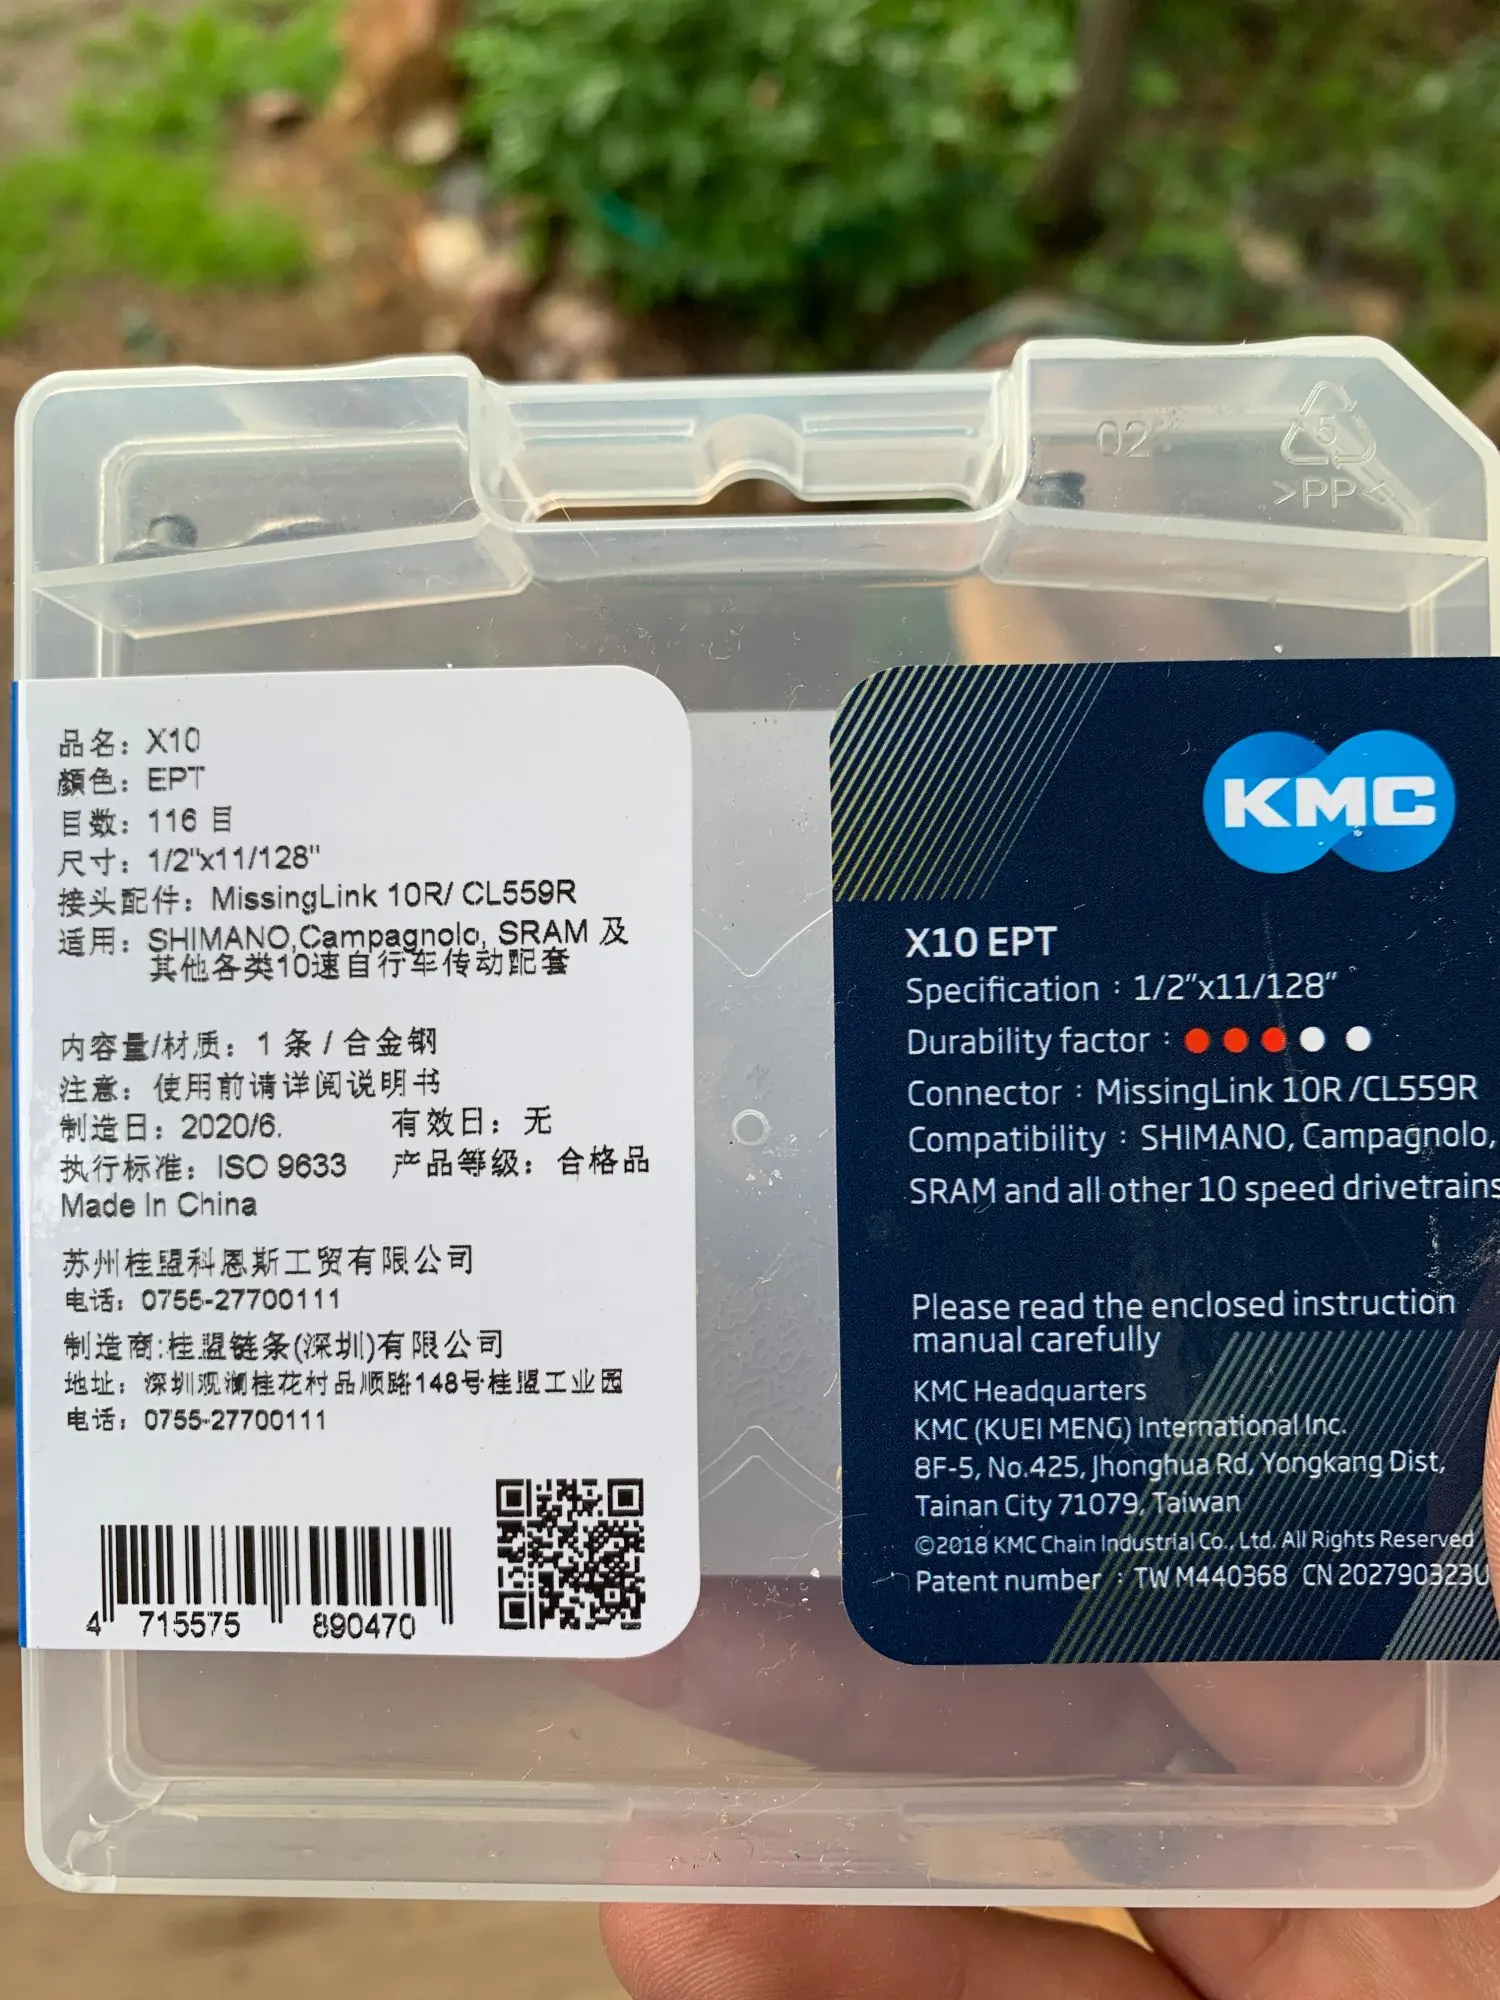 02
5
>PP<
品名：X10
顏色：EPT
目数：116 目
尺寸：1/2"x11/128"
接头配件：MissingLink 10R/ CL559R
适用：SHIMANO,Campagnolo, SRAM 及
其他各类10速自行车传动配套
内容量/材质：1 条 / 合金钢
注意：使用前请详阅说明书
制造日：2020/6. 有效日：无
执行标准：ISO 9633 产品等级：合格品
Made In China
苏州桂盟科恩斯工贸有限公司
电话：0755-27700111
制造商:桂盟链条(深圳)有限公司
地址：深圳观澜桂花村品顺路148号桂盟工业园
电话：0755-27700111
4 715575 890470
KMC
X10 EPT
Specification : 1/2"x11/128"
Durability factor :
Connector : MissingLink 10R /CL559R
Compatibility : SHIMANO, Campagnolo,
SRAM and all other 10 speed drivetrains
Please read the enclosed instruction
manual carefully
KMC Headquarters
KMC (KUEI MENG) International Inc.
8F-5, No.425, Jhonghua Rd, Yongkang Dist,
Tainan City 71079, Taiwan
©2018 KMC Chain Industrial Co., Ltd. All Rights Reserved
Patent number : TW M440368 CN 202790323U